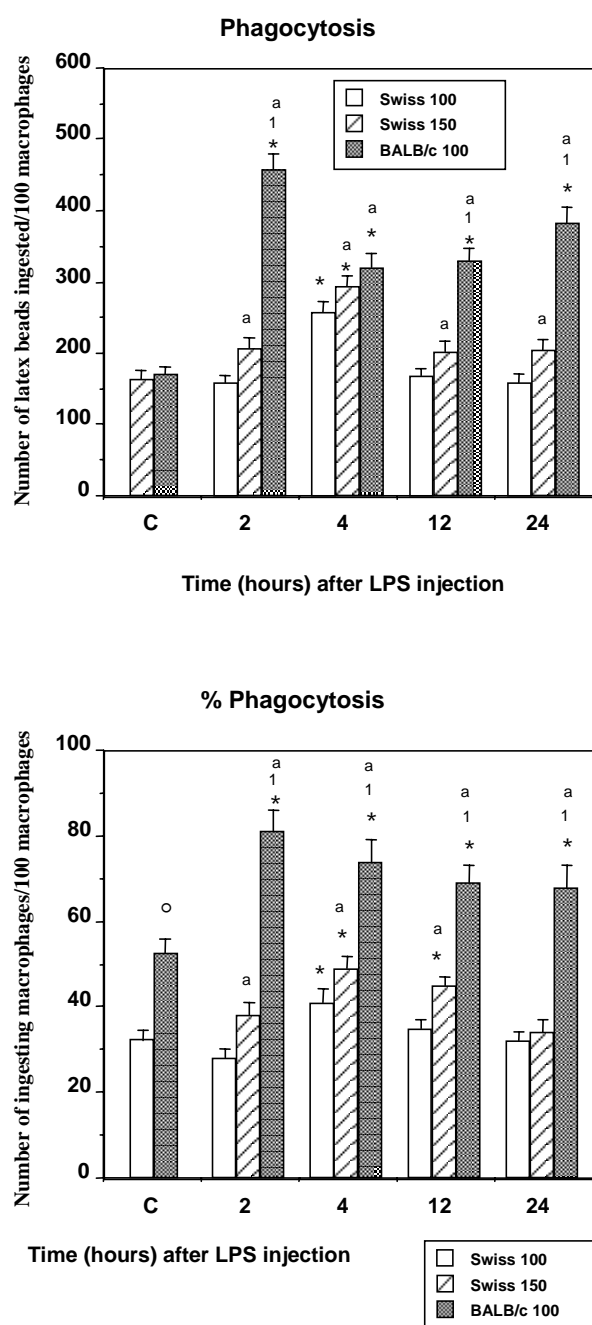 Phagocytosis
Number of latex beads ingested/100 macrophages
600
500
400
300
200
100
0
Swiss 100
Swiss 150
BALB/c 100
a
1
*
a
*
a
*
a
*
a
1
*
a
a
1
*
a
C 2 4 12 24
Time (hours) after LPS injection
% Phagocytosis
Number of ingesting macrophages/100 macrophages
100
80
60
40
20
0
○
a
1
*
a
*
a
*
a
1
*
a
*
a
1
*
a
1
*
C 2 4 12 24
Time (hours) after LPS injection
Swiss 100
Swiss 150
BALB/c 100